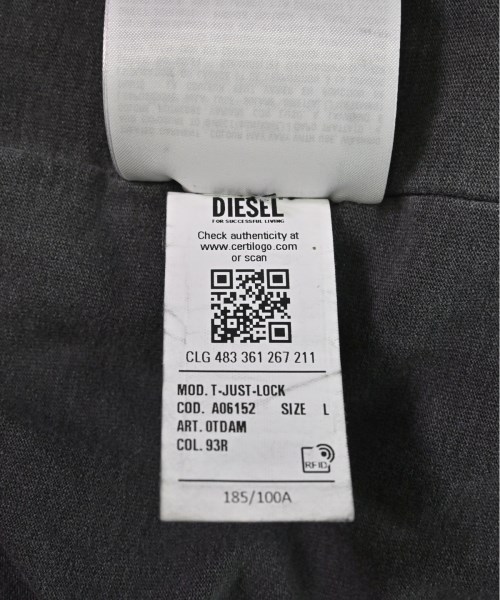 DIESEL
FOR SUCCESSFUL LIVING
Check authenticity at
www.certilogo.com
or scan
CLG 483 361 267 211
MOD. T-JUST-LOCK
COD. A06152 SIZE L
ART. 0TDAM
COL. 93R
RFID
185/100A